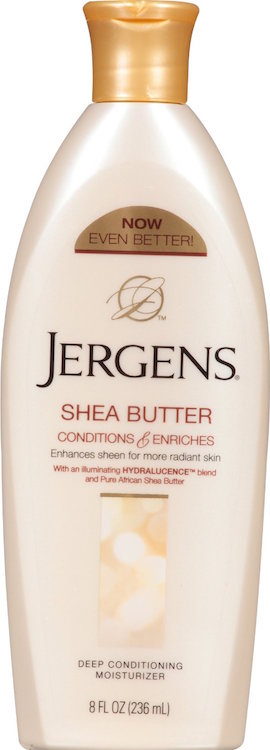 NOW
EVEN BETTER!
JERGENS®
SHEA BUTTER
CONDITIONS & ENRICHES
Enhances sheen for more radiant skin
With an illuminating HYDRALUCENCE™ blend
and Pure African Shea Butter
DEEP CONDITIONING
MOISTURIZER
8 FL OZ (236 mL)